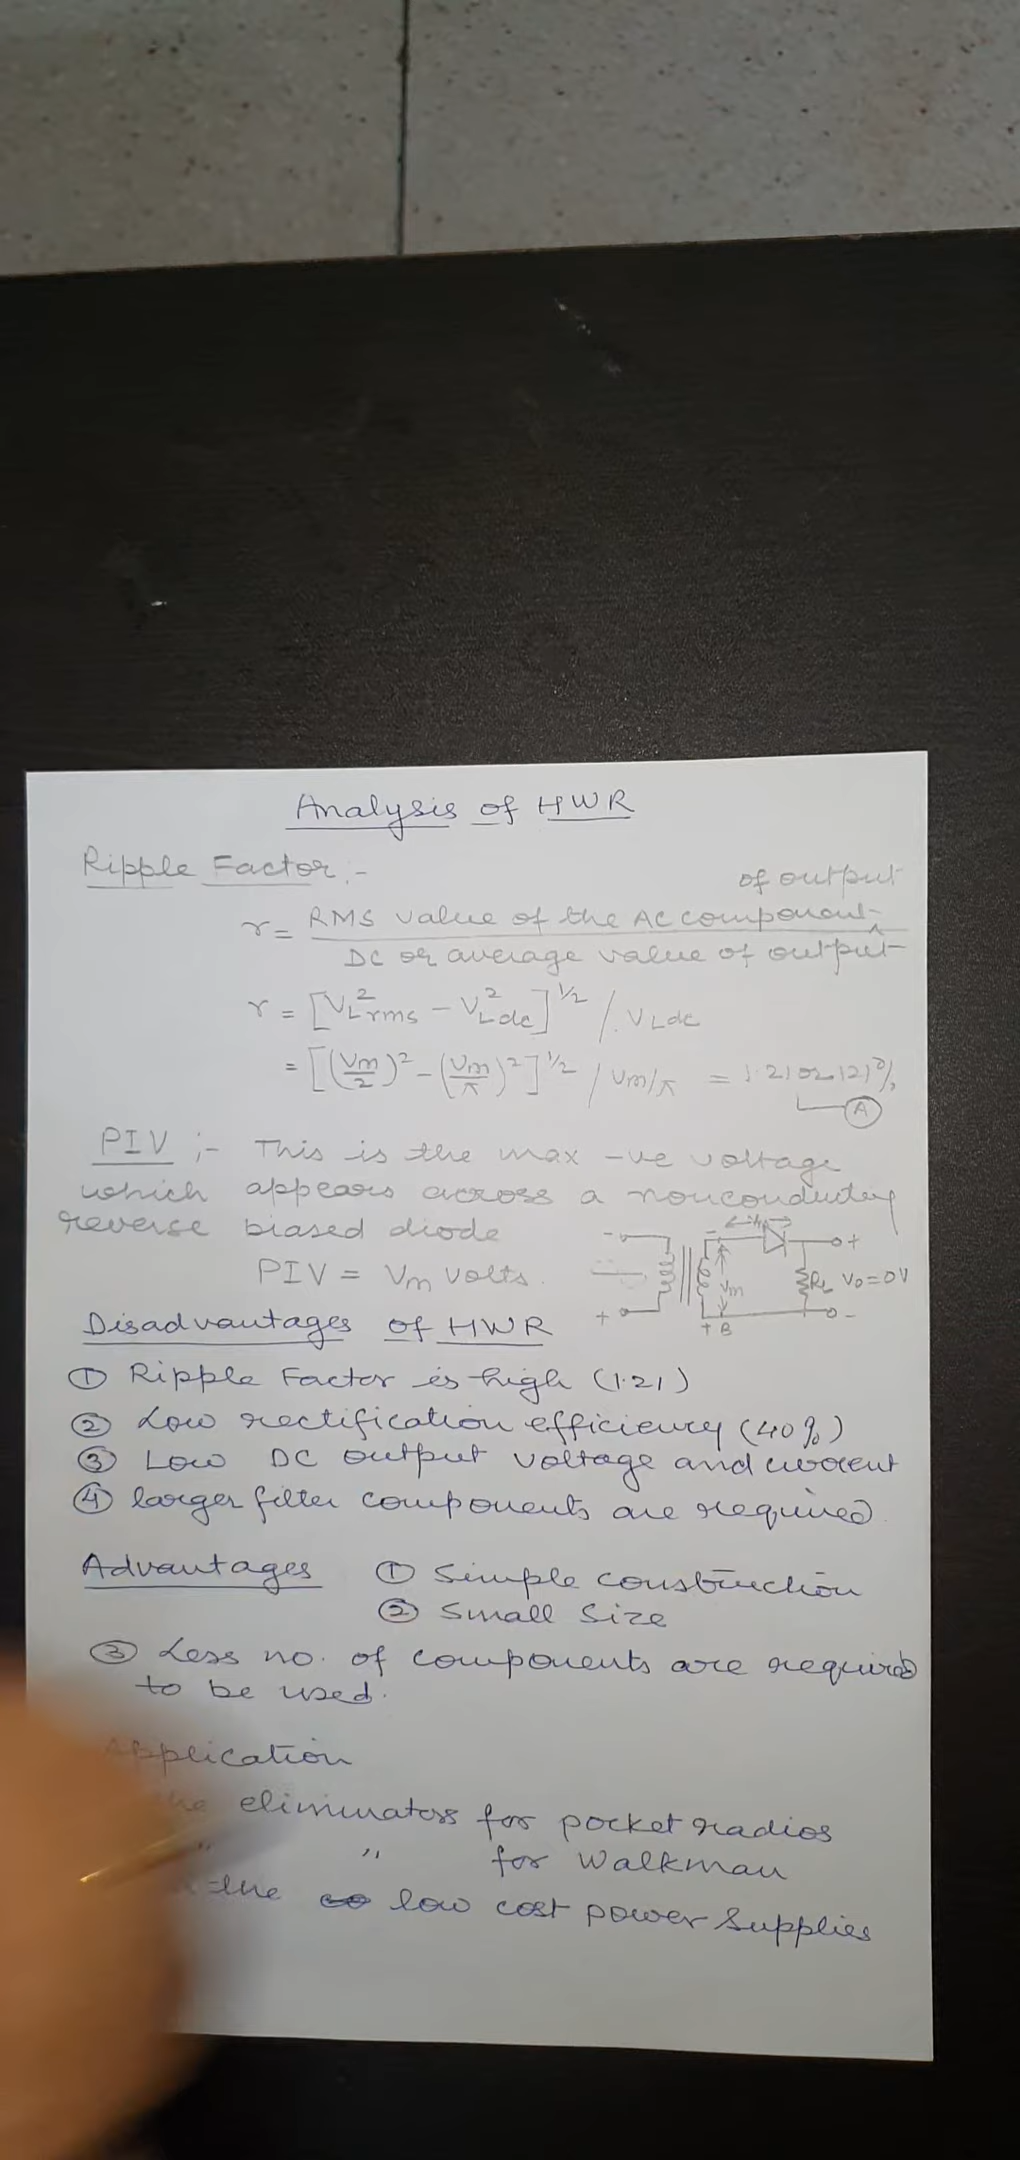 Analysis of HWR
Ripple Factor :-
of output
r = RMS value of the AC component
DC or average value of output
r = [V²Lrms - V²Ldc]^1/2 / VLdc
= [(Vm/2)² - (Vm/π)²]^1/2 / Vm/π = 1.21 or 121%
A
PIV :- This is the max -ve voltage
which appears across a nonconducting
reverse biased diode
PIV = Vm volts.
- + - Vm + B RL + - Vo = 0V
Disadvantages of HWR
① Ripple Factor is high (1.21)
② Low rectification efficiency (40%)
③ Low DC output voltage and current
④ larger filter components are required.
Advantages ① Simple construction
② Small Size
③ Less no. of components are required
to be used.
Application
the eliminators for pocket radios
" " for Walkman
the low cost power supplies